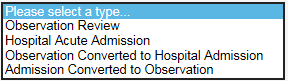 Please select a type...
Observation Review
Hospital Acute Admission
Observation Converted to Hospital Admission
Admission Converted to Observation